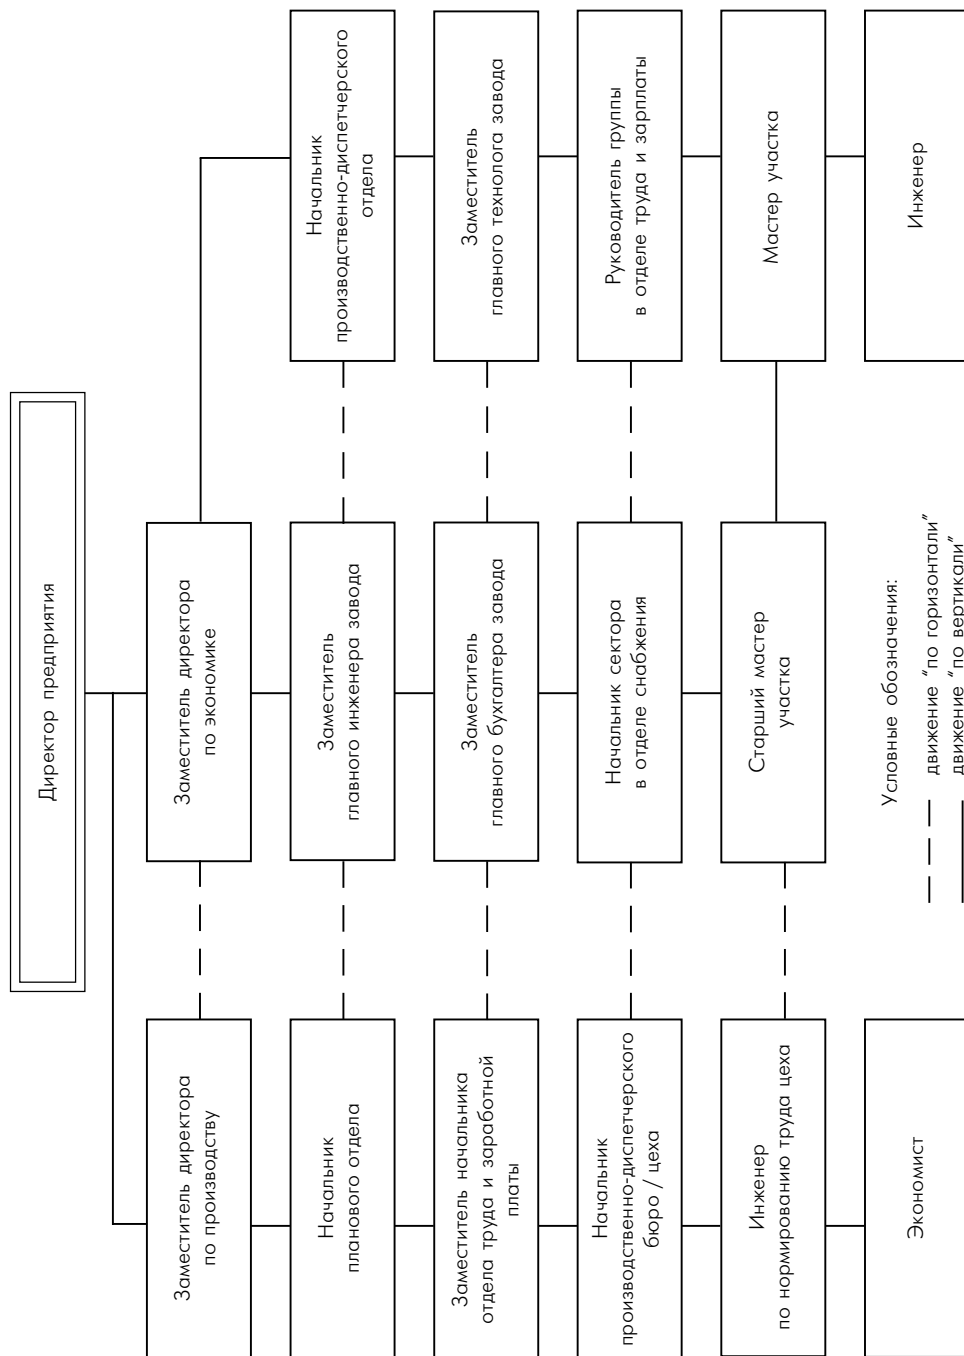 Директор предприятия
Заместитель директора
по производству
Заместитель директора
по экономике
Начальник
планового отдела
Заместитель
главного инженера завода
Начальник
производственно-диспетчерского
отдела
Заместитель начальника
отдела труда и заработной
платы
Заместитель
главного бухгалтера завода
Заместитель
главного технолога завода
Начальник
производственно-диспетчерского
бюро / цеха
Начальник сектора
в отделе снабжения
Руководитель группы
в отделе труда и зарплаты
Инженер
по нормированию труда цеха
Старший мастер
участка
Мастер участка
Экономист
Инженер
Условные обозначения:
движение “по горизонтали”
движение “по вертикали”